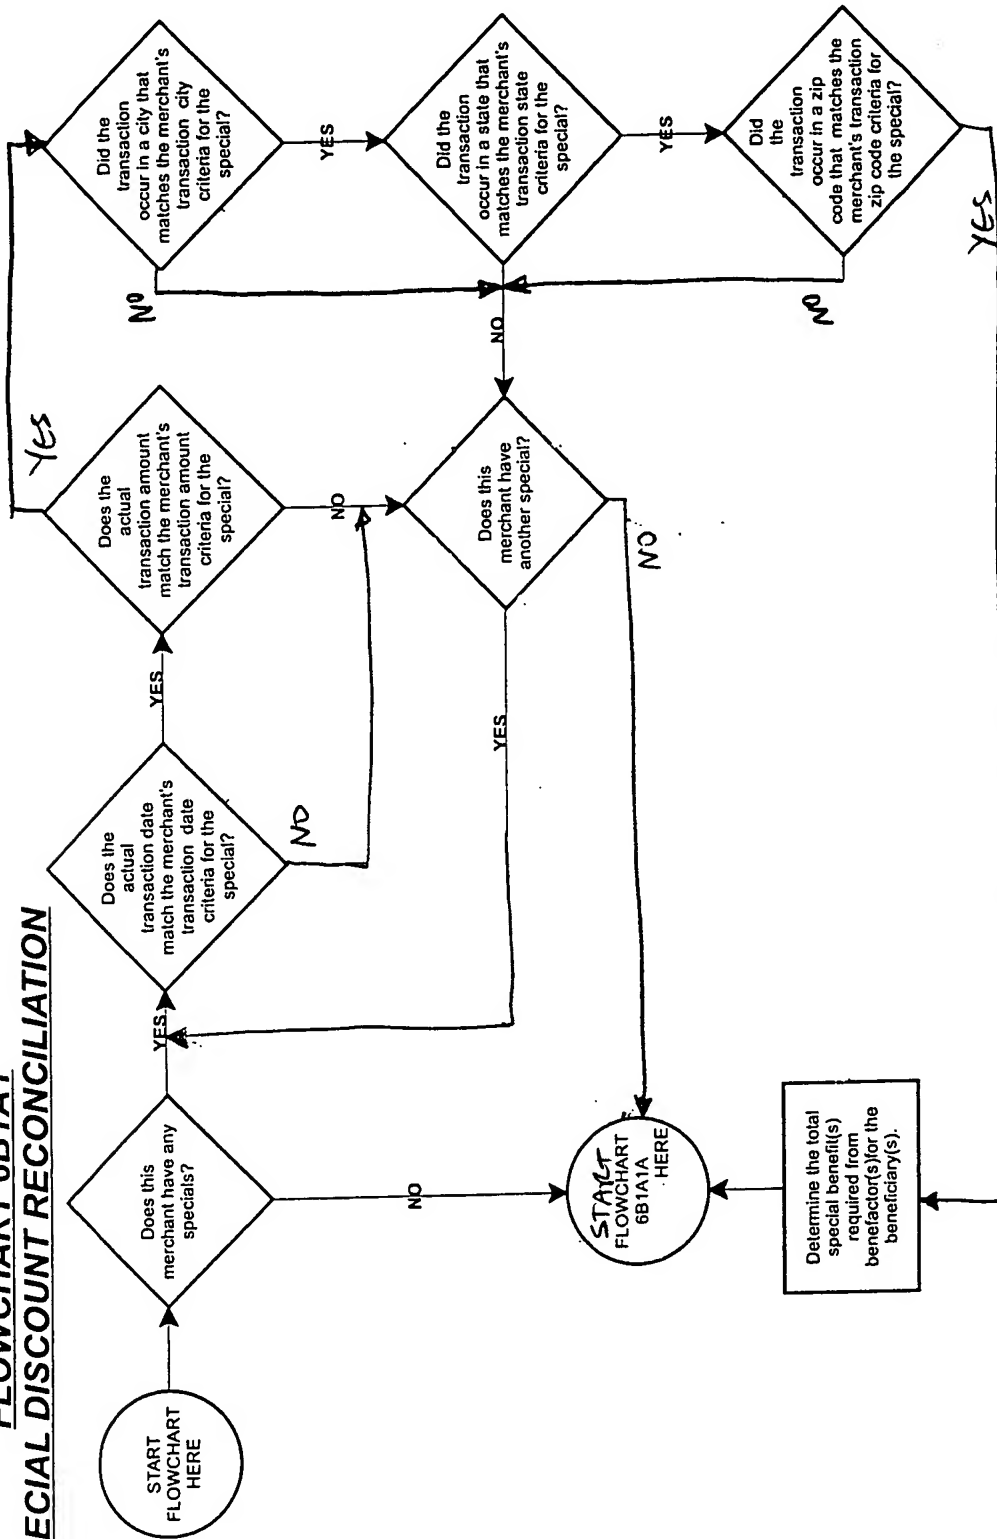 FLOWCHART 6B1A1
ECIAL DISCOUNT RECONCILIATION
START
FLOWCHART
HERE
Does this
merchant have any
specials?
YES
NO
Does the
actual
transaction date
match the merchant's
transaction date
criteria for the
special?
YES
NO
Does the
actual
transaction amount
match the merchant's
transaction amount
criteria for the
special?
YES
NO
Did the
transaction
occur in a city that
matches the merchant's
transaction city
criteria for the
special?
YES
NO
Did the
transaction
occur in a state that
matches the merchant's
transaction state
criteria for the
special?
YES
NO
Did
the
transaction
occur in a zip
code that matches the
merchant's transaction
zip code criteria for
the special?
YES
NO
Does this
merchant have
another special?
YES
NO
START
FLOWCHART
6B1A1A
HERE
Determine the total
special benefit(s)
required from
benefactor(s)for the
beneficiary(s).